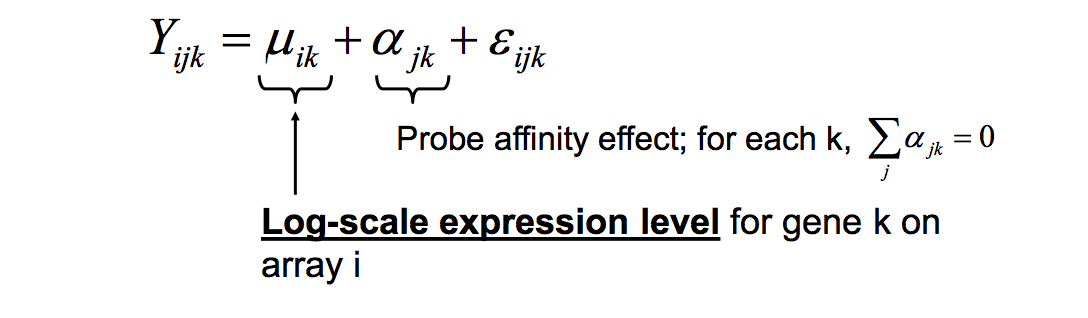 Y_ijk = μ_ik + α_jk + ε_ijk
Probe affinity effect; for each k, ∑_j α_jk = 0
Log-scale expression level for gene k on
array i